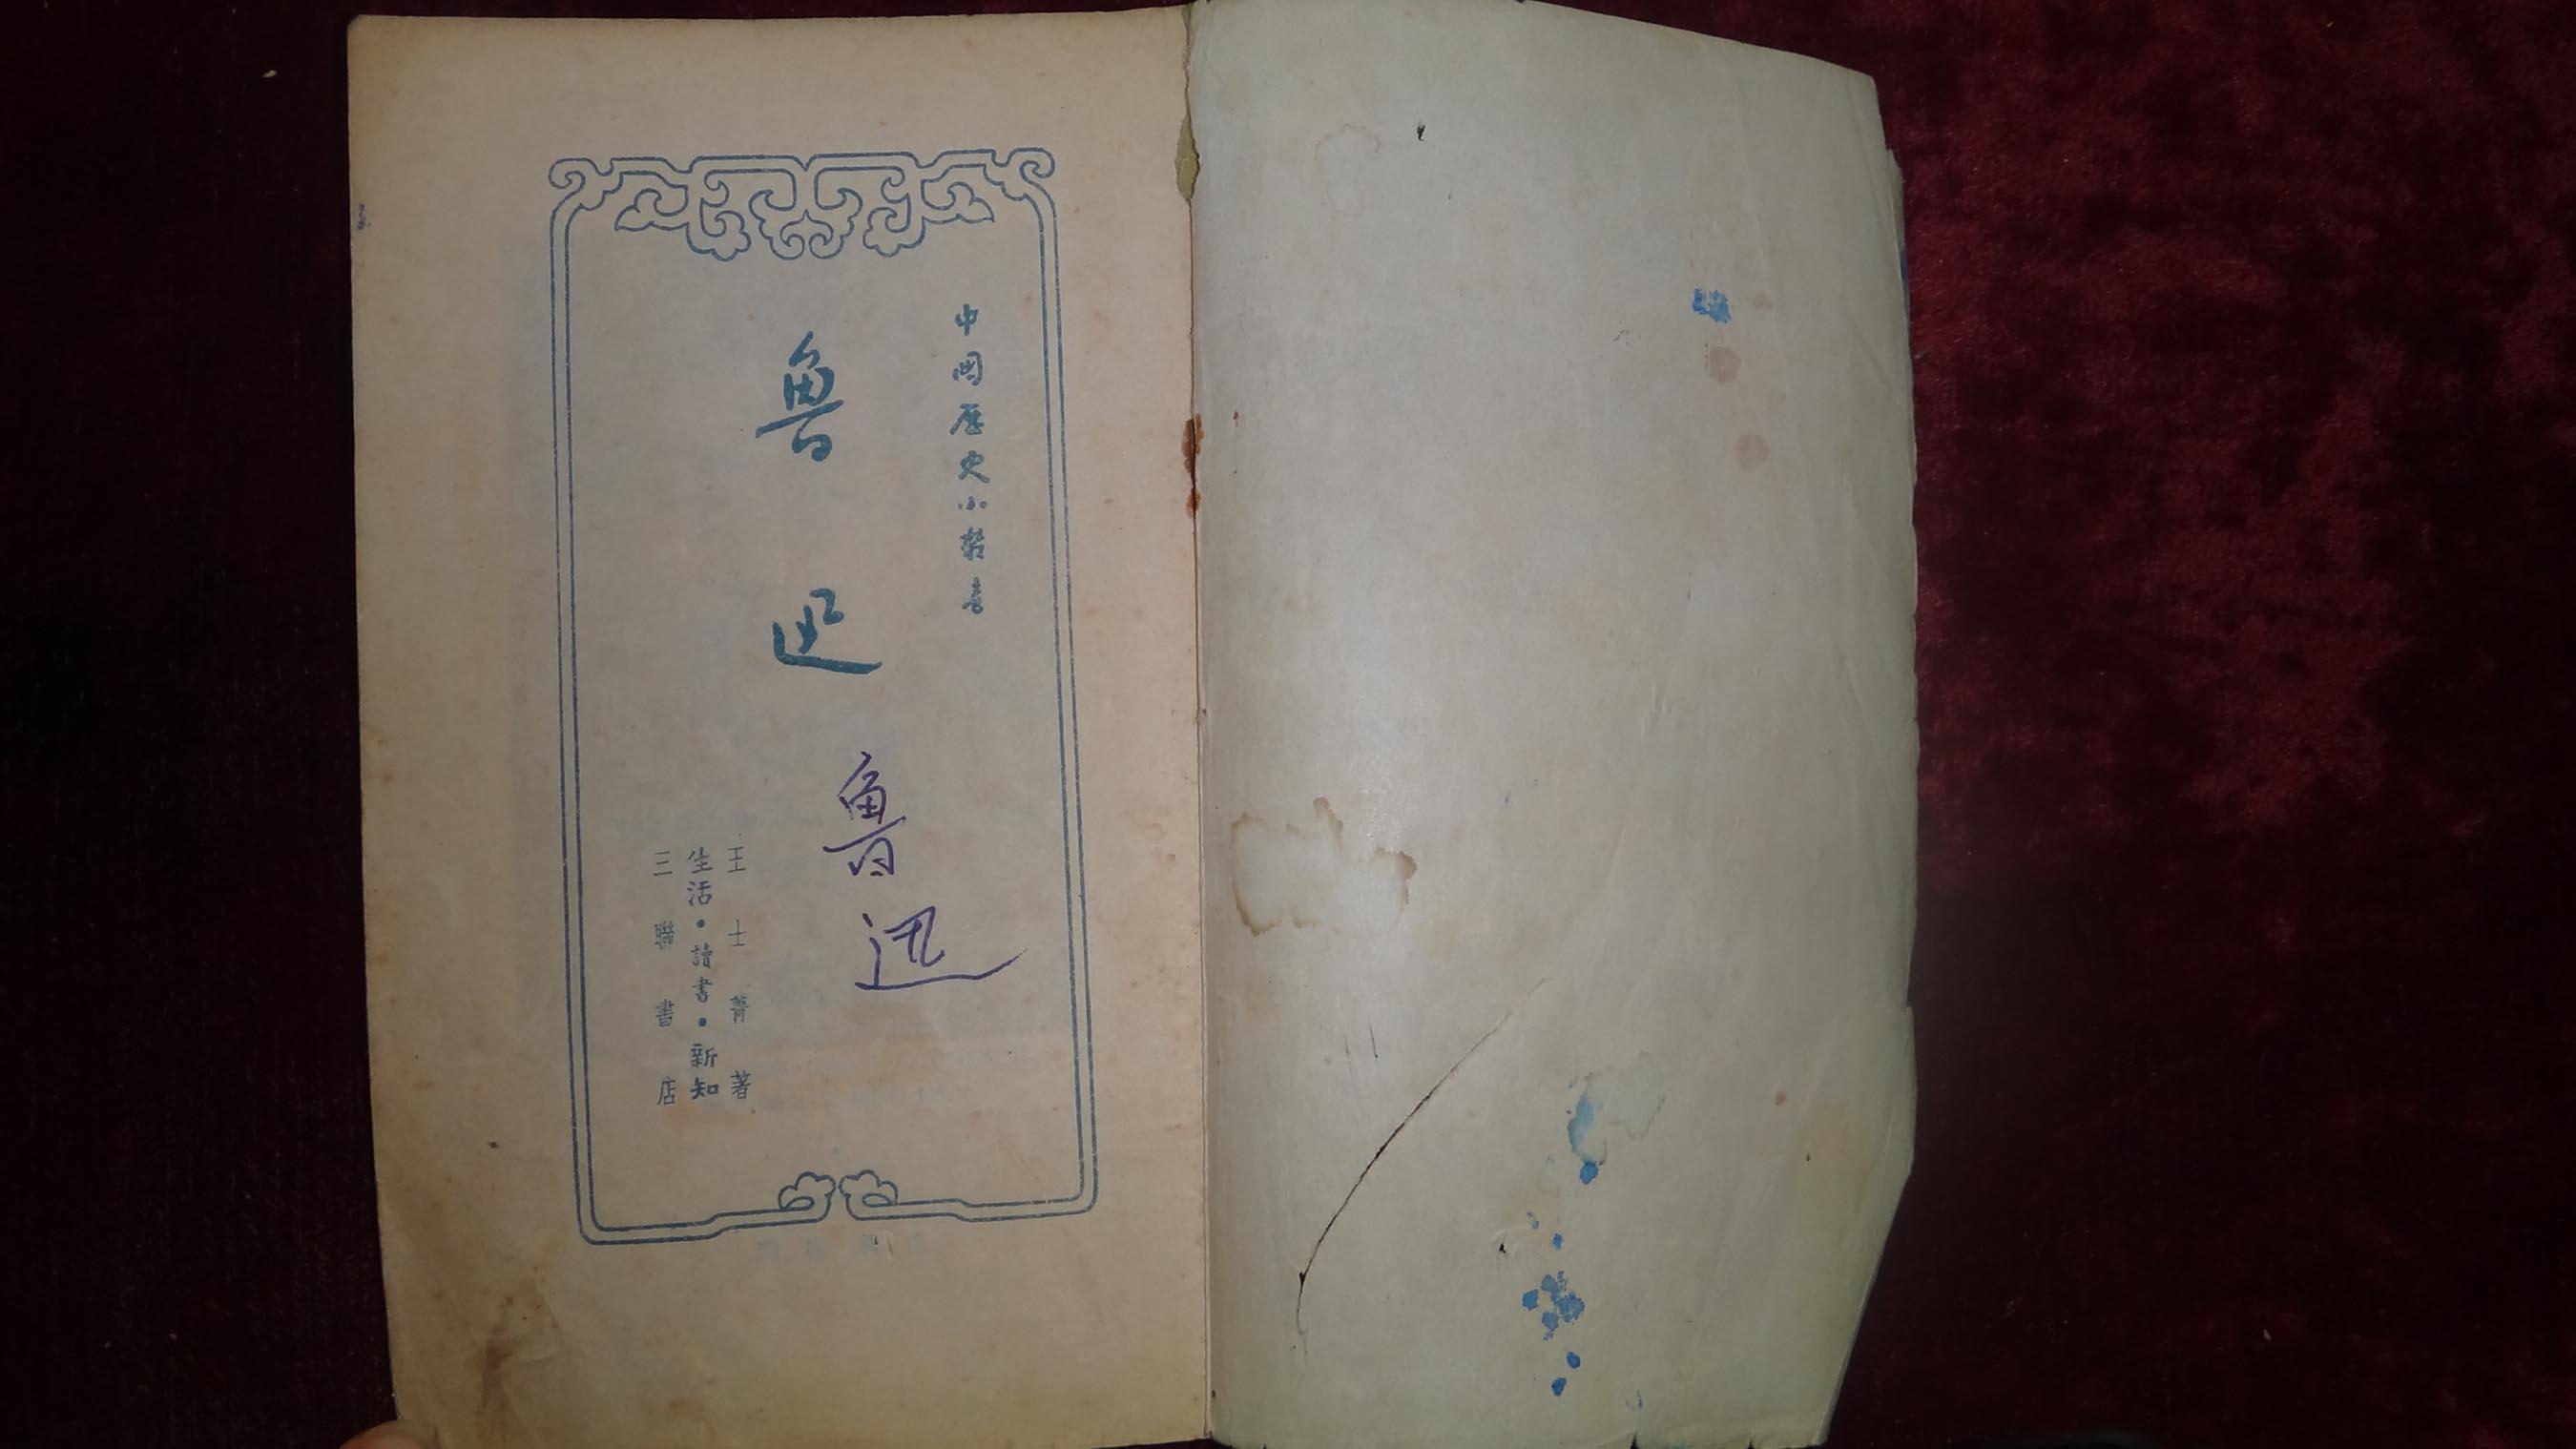 中國歷史小叢書
魯迅
魯迅
王士菁著
生活·讀書·新知
三聯書店